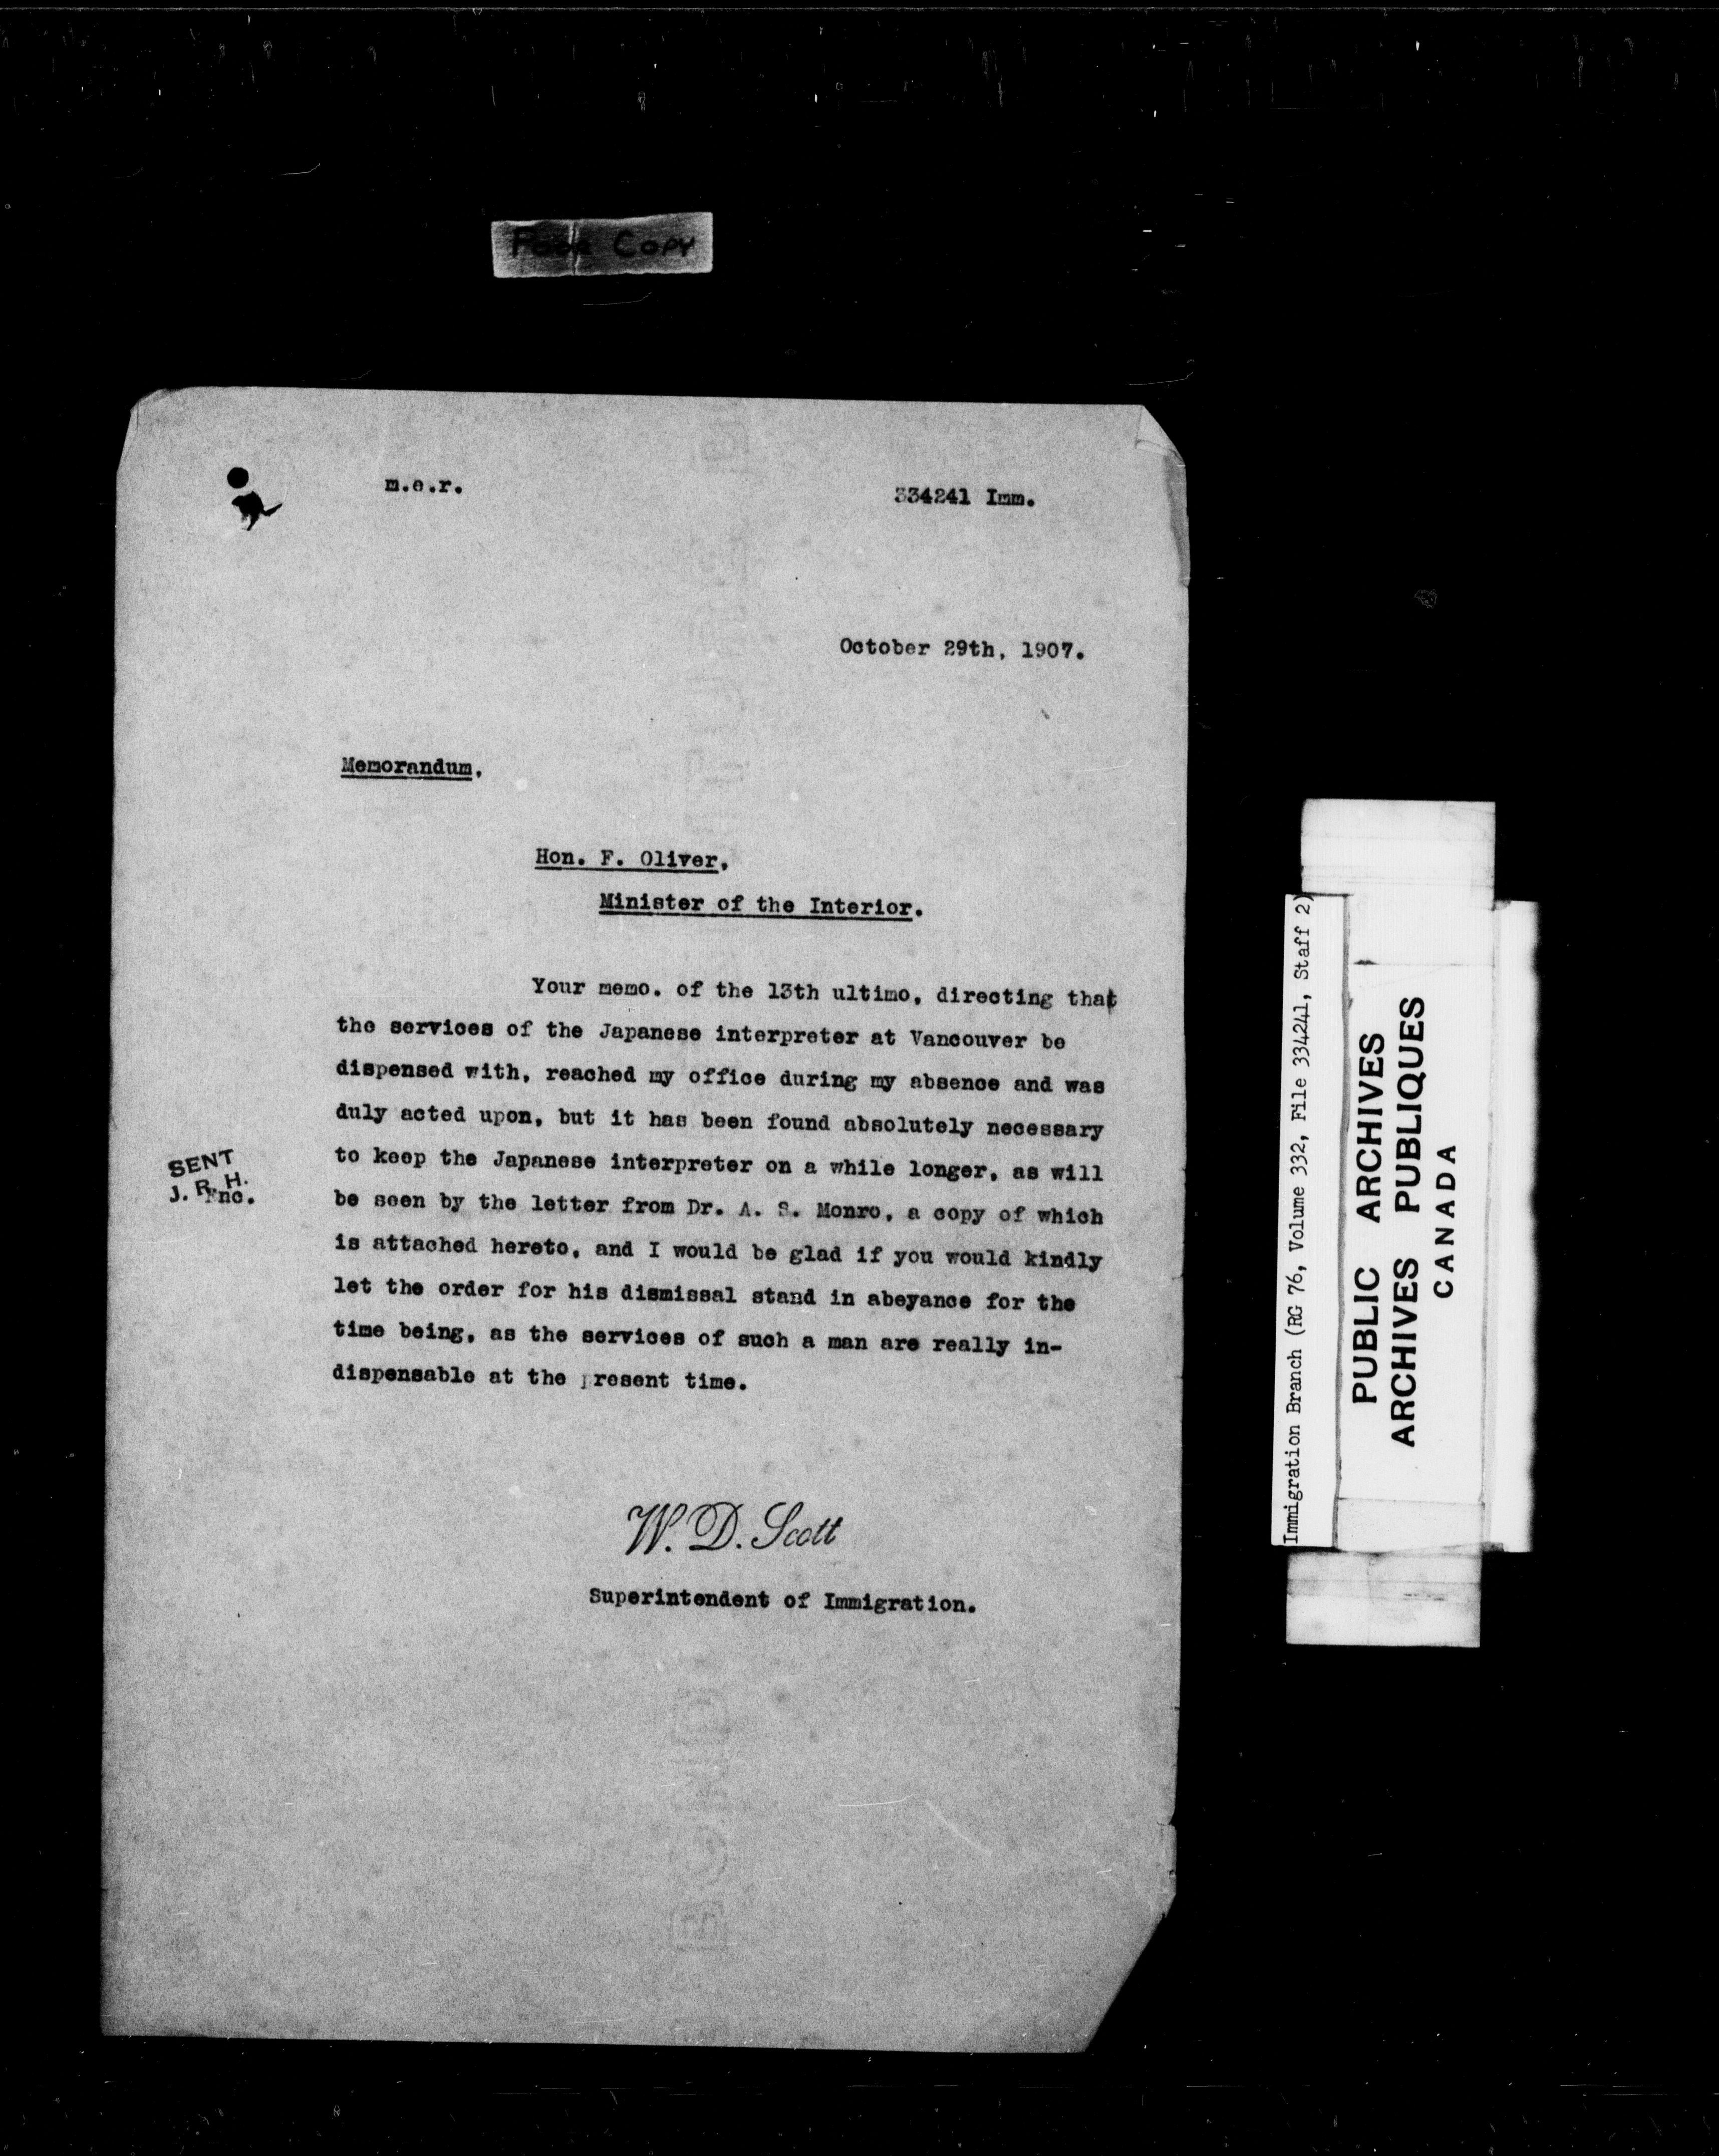 Poor Copy
m.e.r.
334241 Imm.
October 29th, 1907.
Memorandum.
Hon. F. Oliver,
Minister of the Interior.
Your memo. of the 13th ultimo, directing that
the services of the Japanese interpreter at Vancouver be
dispensed with, reached my office during my absence and was
duly acted upon, but it has been found absolutely necessary
to keep the Japanese interpreter on a while longer, as will
be seen by the letter from Dr. A. S. Monro, a copy of which
is attached hereto, and I would be glad if you would kindly
let the order for his dismissal stand in abeyance for the
time being, as the services of such a man are really in-
dispensable at the present time.
SENT
J. R. H.
Enc.
W. D. Scott
Superintendent of Immigration.
Immigration Branch (RG 76, Volume 332, File 334241, Staff 2)
PUBLIC ARCHIVES
ARCHIVES PUBLIQUES
CANADA